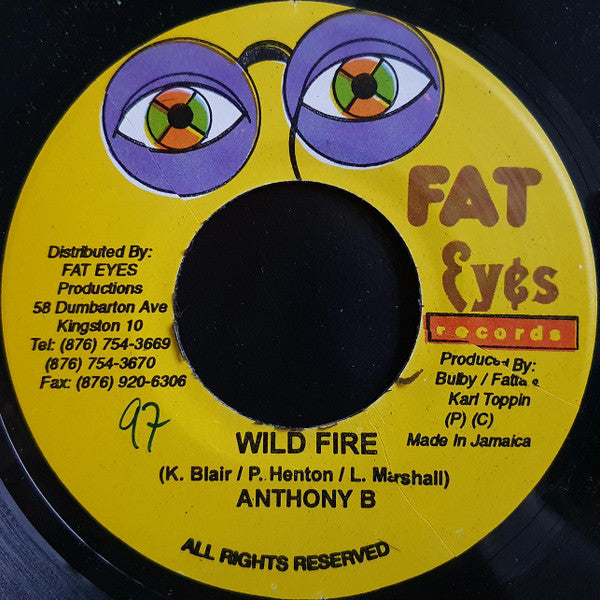 FAT
Eyes
records
Distributed By:
FAT EYES
Productions
58 Dumbarton Ave
Kingston 10
Tel: (876) 754-3669
(876) 754-3670
Fax: (876) 920-6306
Produced By:
Bulby / Fatta &
Karl Toppin
(P) (C)
Made In Jamaica
97
WILD FIRE
(K. Blair / P. Henton / L. Marshall)
ANTHONY B
ALL RIGHTS RESERVED